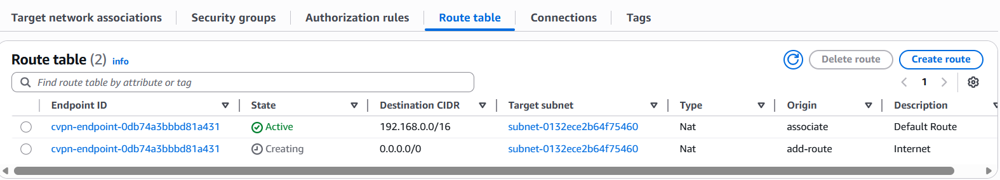 Target network associations Security groups Authorization rules Route table Connections Tags
Route table (2) info Delete route Create route
Find route table by attribute or tag 1
Endpoint ID State Destination CIDR Target subnet Type Origin Description
cvpn-endpoint-0db74a3bbbd81a431 Active 192.168.0.0/16 subnet-0132ece2b64f75460 Nat associate Default Route
cvpn-endpoint-0db74a3bbbd81a431 Creating 0.0.0.0/0 subnet-0132ece2b64f75460 Nat add-route Internet